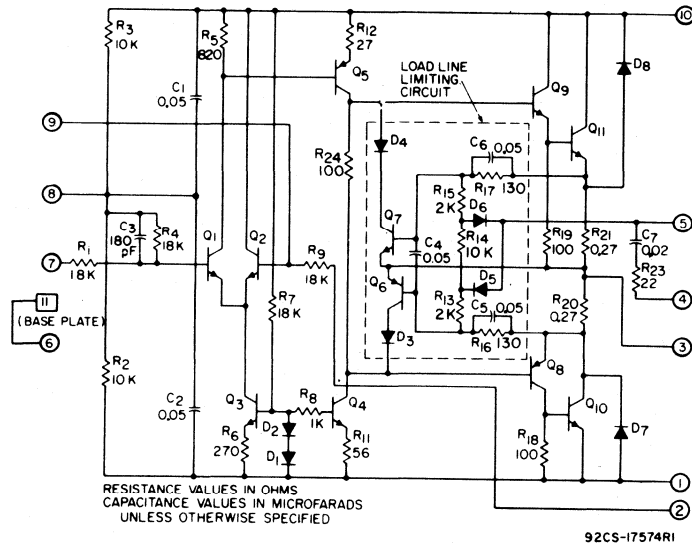 R3
10K
R5
820
R12
27
C1
0.05
Q5
LOAD LINE
LIMITING
CIRCUIT
Q9
D8
10
9
Q11
D4
R24
100
C6
0.05
R17
130
R15
2K
D6
8
5
C3
180
pF
R4
18K
Q1
Q2
Q7
C4
0.05
R14
10K
R19
100
R21
0.27
C7
0.02
R1
18K
7
R9
18K
Q6
D5
R23
22
4
R7
18K
R13
2K
C5
0.05
R20
0.27
11
(BASE PLATE)
6
D3
R16
130
3
R2
10K
C2
0.05
Q8
Q3
R8
1K
Q4
Q10
D2
R6
270
D1
R11
56
R18
100
D7
1
2
RESISTANCE VALUES IN OHMS
CAPACITANCE VALUES IN MICROFARADS
UNLESS OTHERWISE SPECIFIED
92CS-17574R1